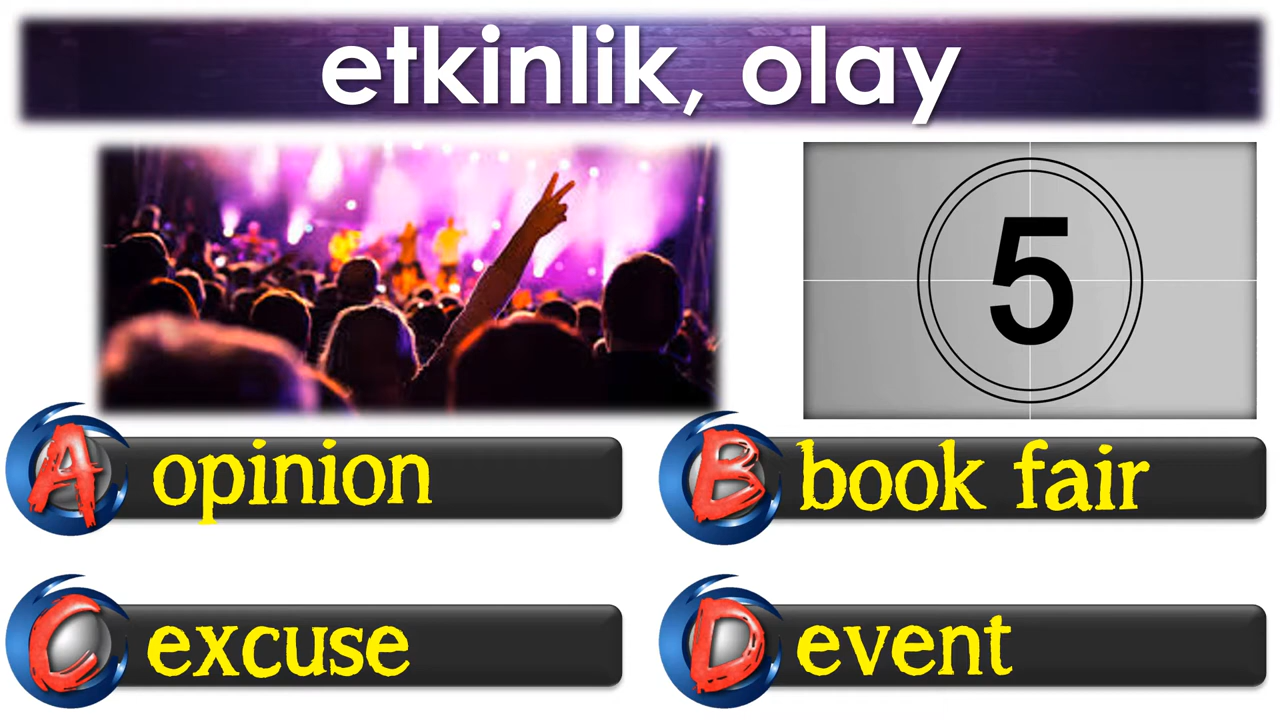 etkinlik, olay
5
A opinion
B book fair
C excuse
D event